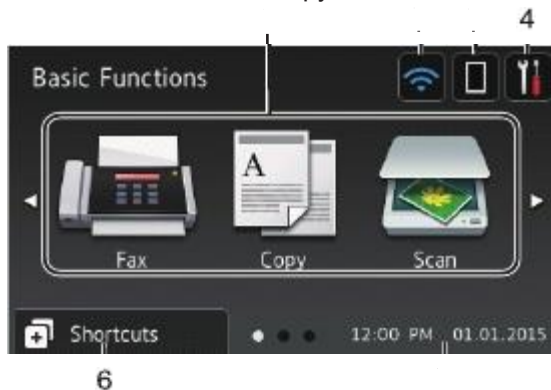 4
Basic Functions
A
Fax Copy Scan
Shortcuts 12:00 PM 01.01.2015
6